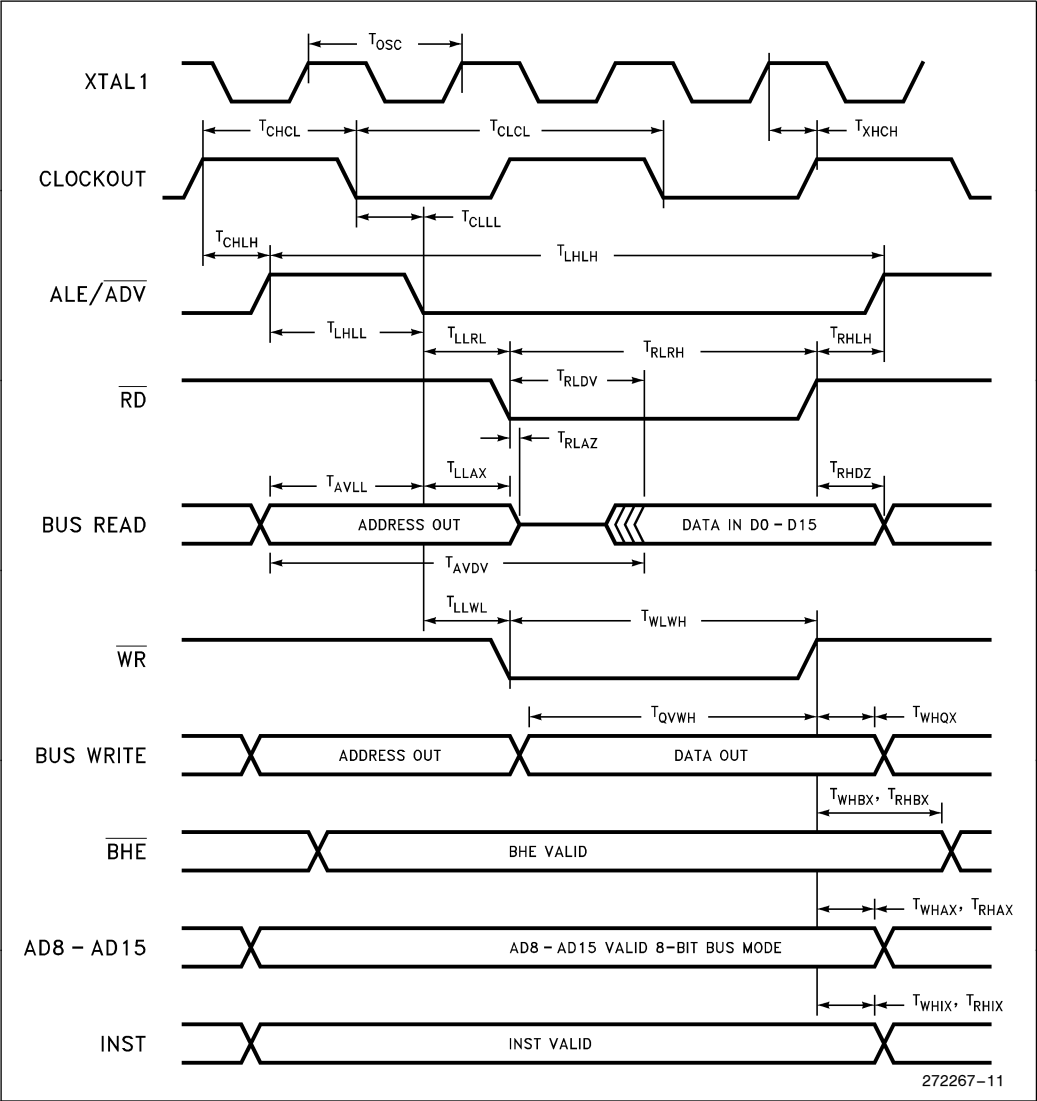 XTAL1
TOSC
CLOCKOUT
TCHCL
TCLCL
TXHCH
TCLLL
TCHLH
TLHLH
ALE/ADV
TLHLL
TLLRL
TRLRH
TRHLH
TRLDV
RD
TRLAZ
TAVLL
TLLAX
TRHDZ
BUS READ
ADDRESS OUT
DATA IN D0 – D15
TAVDV
TLLWL
TWLWH
WR
TQVWH
TWHQX
BUS WRITE
ADDRESS OUT
DATA OUT
TWHBX, TRHBX
BHE
BHE VALID
TWHAX, TRHAX
AD8 – AD15
AD8 – AD15 VALID 8-BIT BUS MODE
TWHIX, TRHIX
INST
INST VALID
272267–11